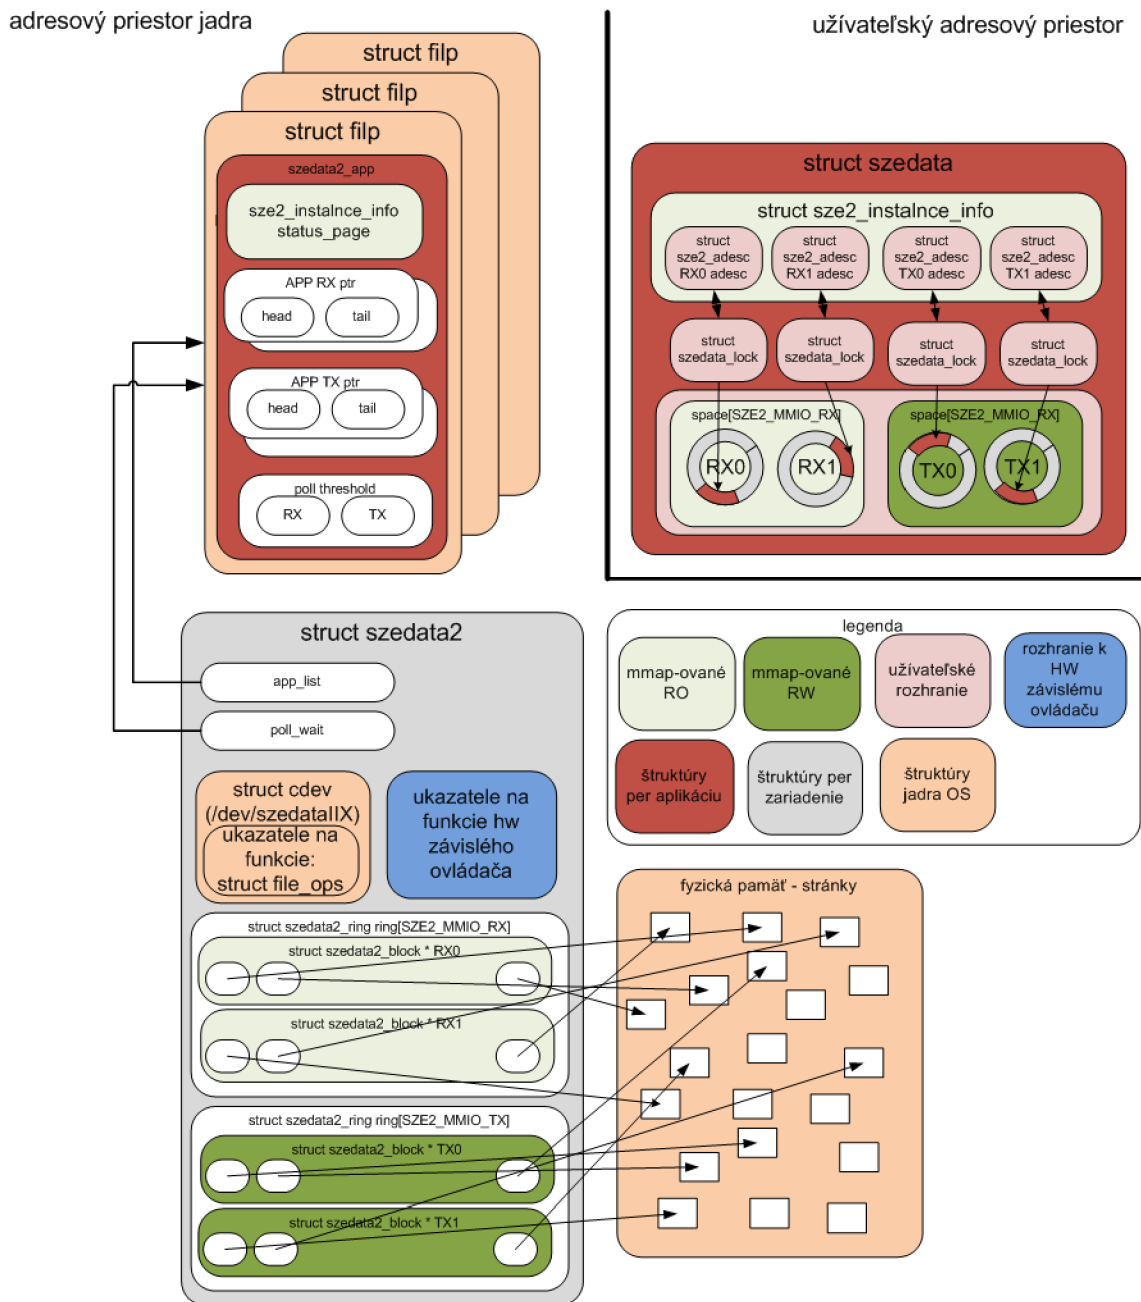 adresový priestor jadra
užívateľský adresový priestor
struct filp
struct filp
struct filp
szedata2_app
sze2_instalnce_info
status_page
APP RX ptr
head
tail
APP TX ptr
head
tail
poll threshold
RX
TX
struct szedata
struct sze2_instalnce_info
struct
sze2_adesc
RX0 adesc
struct
sze2_adesc
RX1 adesc
struct
sze2_adesc
TX0 adesc
struct
sze2_adesc
TX1 adesc
struct
szedata_lock
struct
szedata_lock
struct
szedata_lock
struct
szedata_lock
space[SZE2_MMIO_RX]
RX0
RX1
space[SZE2_MMIO_RX]
TX0
TX1
struct szedata2
app_list
poll_wait
struct cdev
(/dev/szedataIIX)
ukazatele na
funkcie:
struct file_ops
ukazatele na
funkcie hw
závislého
ovládača
struct szedata2_ring ring[SZE2_MMIO_RX]
struct szedata2_block * RX0
struct szedata2_block * RX1
struct szedata2_ring ring[SZE2_MMIO_TX]
struct szedata2_block * TX0
struct szedata2_block * TX1
legenda
mmap-ované
RO
mmap-ované
RW
užívateľské
rozhranie
rozhranie k
HW
závislému
ovládaču
štruktúry
per aplikáciu
štruktúry per
zariadenie
štruktúry
jadra OS
fyzická pamäť - stránky